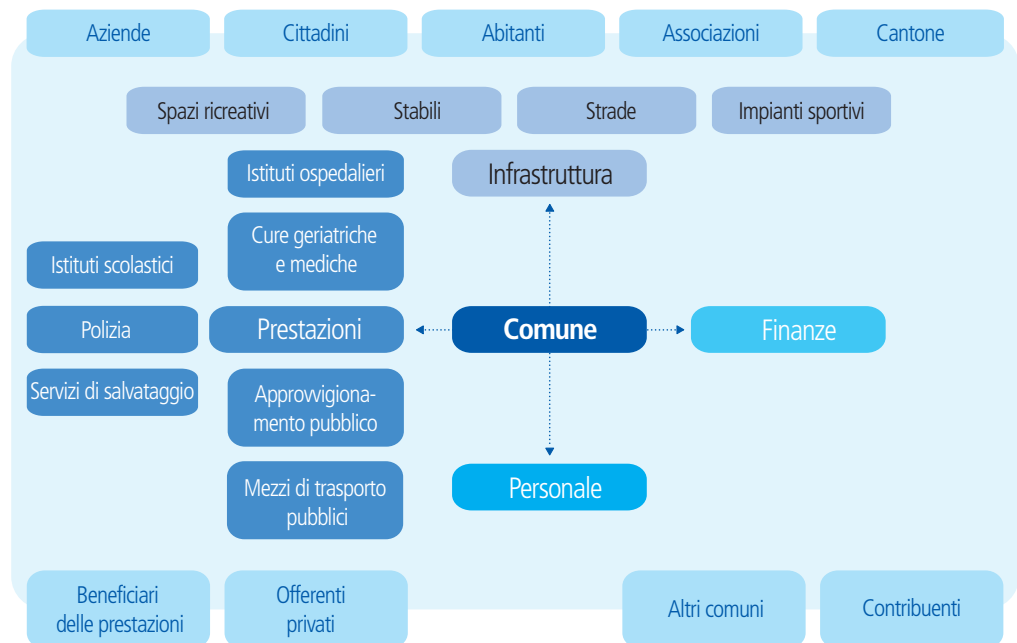 Aziende
Cittadini
Abitanti
Associazioni
Cantone
Spazi ricreativi
Stabili
Strade
Impianti sportivi
Istituti ospedalieri
Infrastruttura
Cure geriatriche
e mediche
Istituti scolastici
Polizia
Prestazioni
Comune
Finanze
Servizi di salvataggio
Approvvigiona-
mento pubblico
Mezzi di trasporto
pubblici
Personale
Beneficiari
delle prestazioni
Offerenti
privati
Altri comuni
Contribuenti